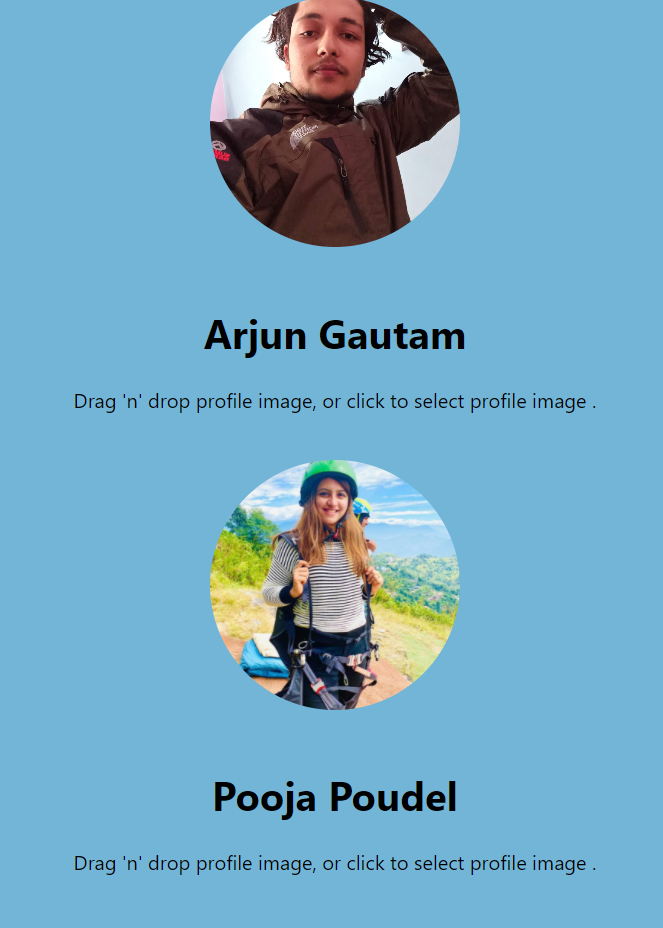 Arjun Gautam
Drag 'n' drop profile image, or click to select profile image .
Pooja Poudel
Drag 'n' drop profile image, or click to select profile image .